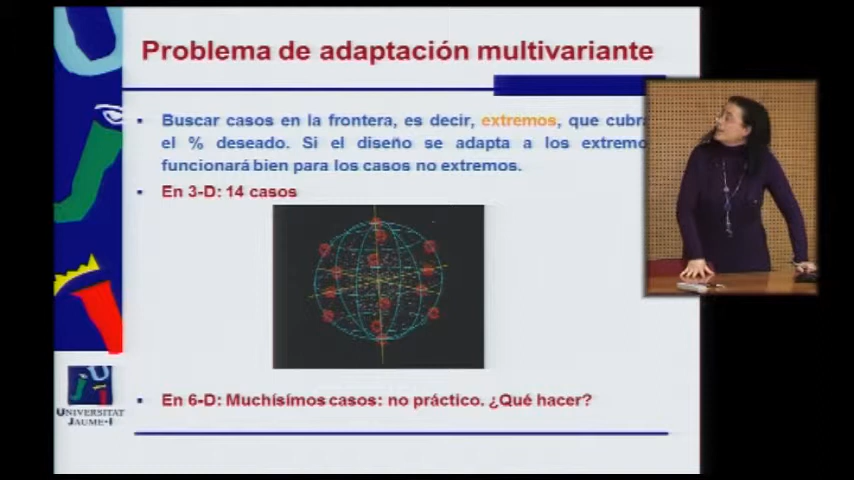 Problema de adaptación multivariante
Buscar casos en la frontera, es decir, extremos, que
el % deseado. Si el diseño se adapta a los
funcionará bien para los casos no extremos.
En 3-D: 14 casos
En 6-D: Muchísimos casos: no práctico. ¿Qué hacer?
UNIVERSITAT
JAUME-I